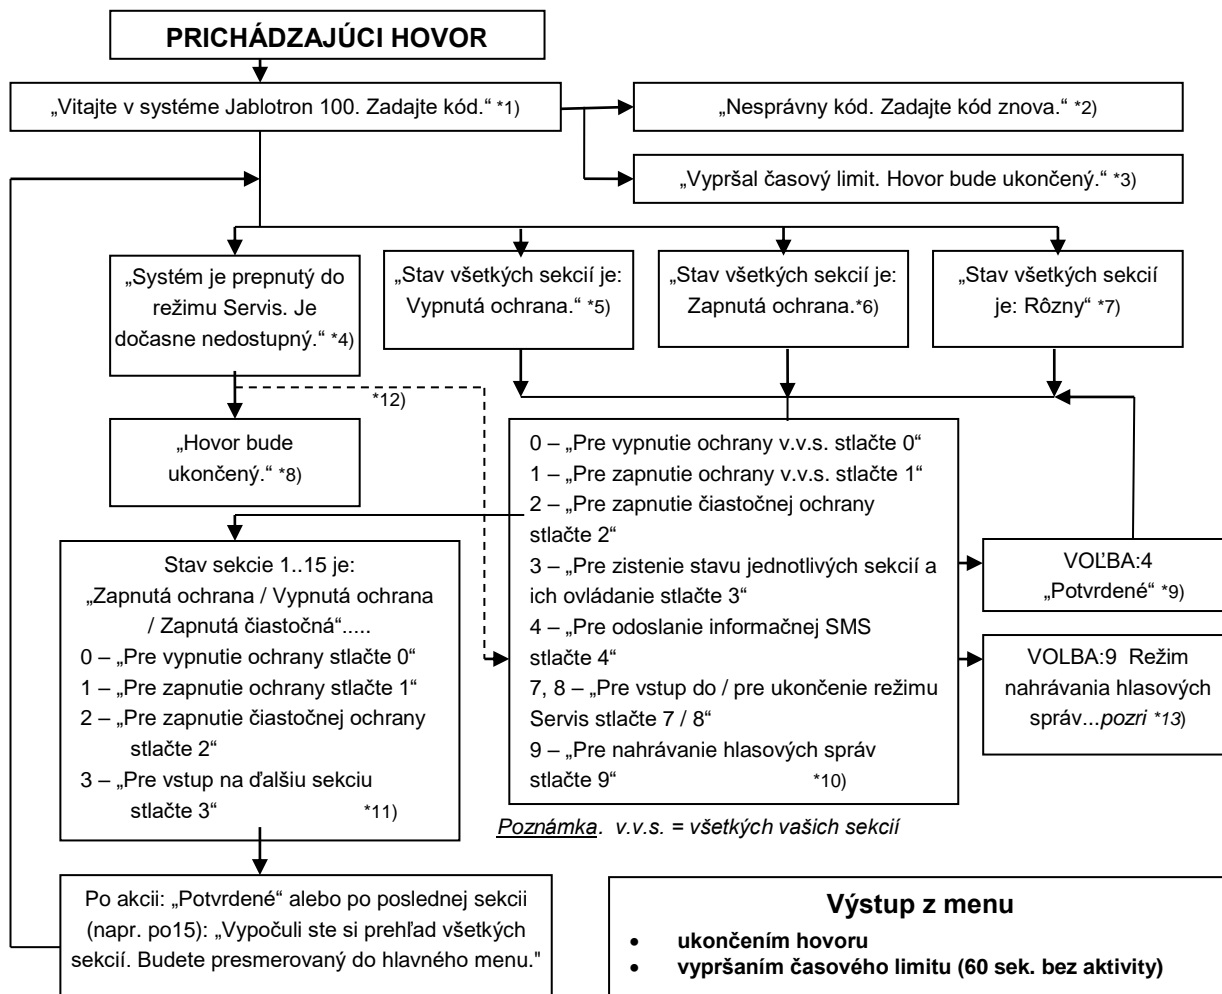 PRICHÁDZAJÚCI HOVOR
„Vitajte v systéme Jablotron 100. Zadajte kód.“ *1)
„Nesprávny kód. Zadajte kód znova.“ *2)
„Vypršal časový limit. Hovor bude ukončený.“ *3)
„Systém je prepnutý do
režimu Servis. Je
dočasne nedostupný.“ *4)
„Stav všetkých sekcií je:
Vypnutá ochrana.“ *5)
„Stav všetkých sekcií je:
Zapnutá ochrana.*6)
„Stav všetkých sekcií
je: Rôzny“ *7)
*12)
„Hovor bude
ukončený.“ *8)
0 – „Pre vypnutie ochrany v.v.s. stlačte 0“
1 – „Pre zapnutie ochrany v.v.s. stlačte 1“
2 – „Pre zapnutie čiastočnej ochrany
stlačte 2“
3 – „Pre zistenie stavu jednotlivých sekcií a
ich ovládanie stlačte 3“
4 – „Pre odoslanie informačnej SMS
stlačte 4“
7, 8 – „Pre vstup do / pre ukončenie režimu
Servis stlačte 7 / 8“
9 – „Pre nahrávanie hlasových správ
stlačte 9“ *10)
VOĽBA:4
„Potvrdené“ *9)
VOLBA:9 Režim
nahrávania hlasových
správ...pozri *13)
Stav sekcie 1..15 je:
„Zapnutá ochrana / Vypnutá ochrana
/ Zapnutá čiastočná“.....
0 – „Pre vypnutie ochrany stlačte 0“
1 – „Pre zapnutie ochrany stlačte 1“
2 – „Pre zapnutie čiastočnej ochrany
stlačte 2“
3 – „Pre vstup na ďalšiu sekciu
stlačte 3“ *11)
Poznámka. v.v.s. = všetkých vašich sekcií
Po akcii: „Potvrdené“ alebo po poslednej sekcii
(napr. po15): „Vypočuli ste si prehľad všetkých
sekcií. Budete presmerovaný do hlavného menu."
Výstup z menu
• ukončením hovoru
• vypršaním časového limitu (60 sek. bez aktivity)